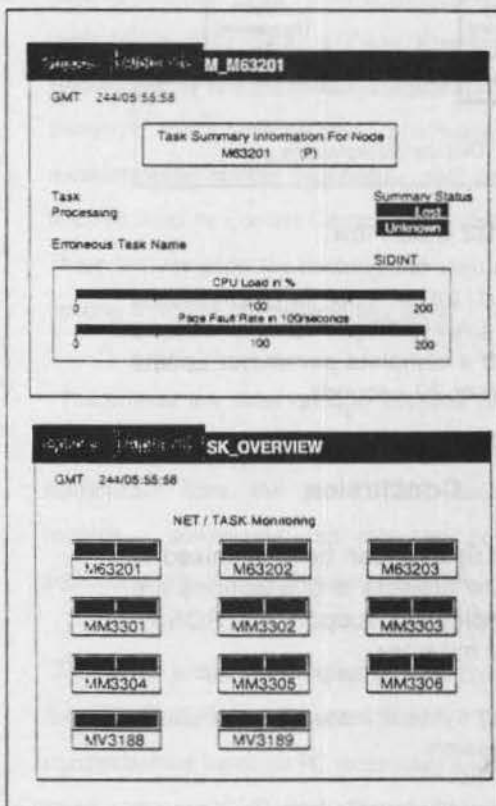 M_M63201
GMT 244/05 55:58
Task Summary Information For Node
M63201 (P)
Task Summary Status
Processing Lost
Unknown
Erroneous Task Name
SIDINT
CPU Load in %
0 100 200
Page Fault Rate in 100/seconds
0 100 200
SK_OVERVIEW
GMT 244/05:55:58
NET / TASK Monitoring
M63201 M63202 M63203
MM3301 MM3302 MM3303
MM3304 MM3305 MM3306
MV3188 MV3189